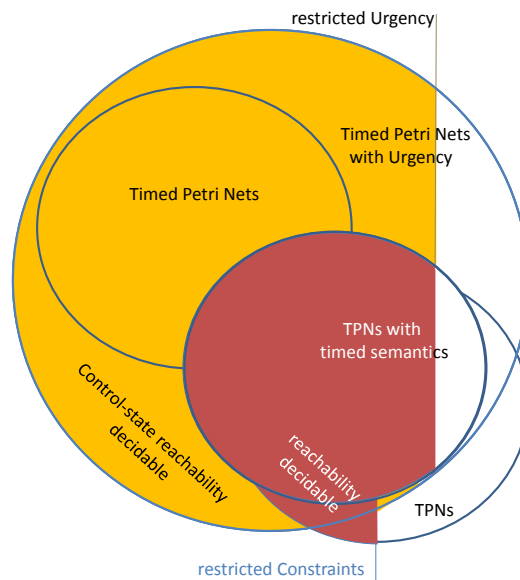 restricted Urgency
Timed Petri Nets
with Urgency
Timed Petri Nets
TPNs with
timed semantics
Control-state reachability
decidable
reachability
decidable
TPNs
restricted Constraints